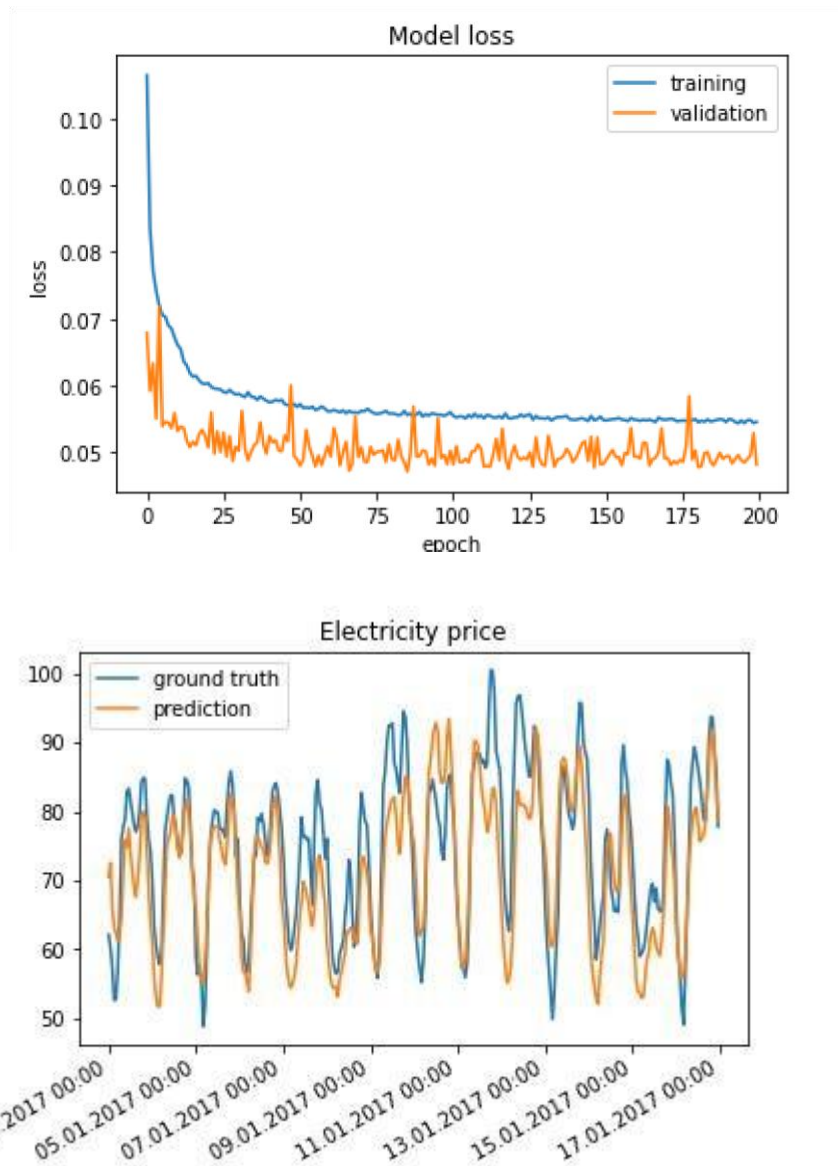 Model loss
training
validation
0.10
0.09
0.08
0.07
0.06
0.05
loss
0 25 50 75 100 125 150 175 200
epoch
Electricity price
ground truth
prediction
100
90
80
70
60
50
.2017 00:00
05.01.2017 00:00
07.01.2017 00:00
09.01.2017 00:00
11.01.2017 00:00
13.01.2017 00:00
15.01.2017 00:00
17.01.2017 00:00